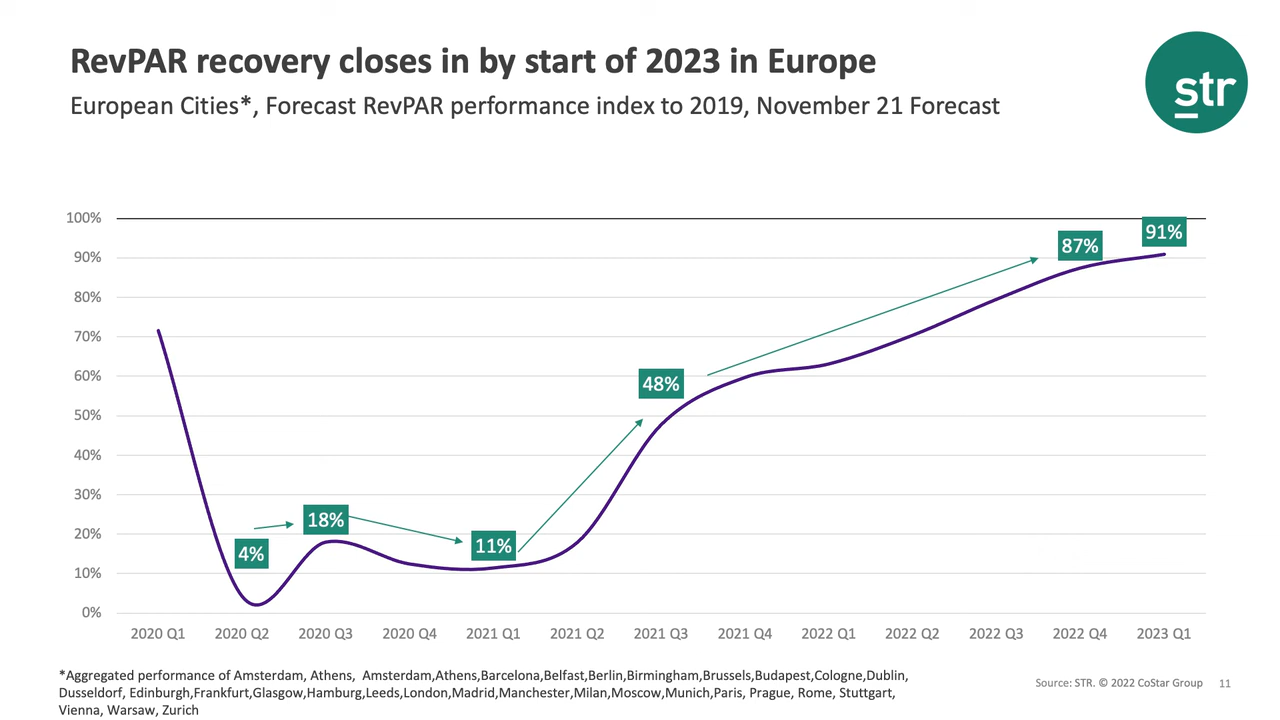 RevPAR recovery closes in by start of 2023 in Europe
European Cities*, Forecast RevPAR performance index to 2019, November 21 Forecast
str
100%
90%
80%
70%
60%
50%
40%
30%
20%
10%
0%
4%
18%
11%
48%
87%
91%
2020 Q1 2020 Q2 2020 Q3 2020 Q4 2021 Q1 2021 Q2 2021 Q3 2021 Q4 2022 Q1 2022 Q2 2022 Q3 2022 Q4 2023 Q1
*Aggregated performance of Amsterdam, Athens,  Amsterdam,Athens,Barcelona,Belfast,Berlin,Birmingham,Brussels,Budapest,Cologne,Dublin,
Dusseldorf, Edinburgh,Frankfurt,Glasgow,Hamburg,Leeds,London,Madrid,Manchester,Milan,Moscow,Munich,Paris, Prague, Rome, Stuttgart,
Vienna, Warsaw, Zurich
Source: STR. © 2022 CoStar Group 11